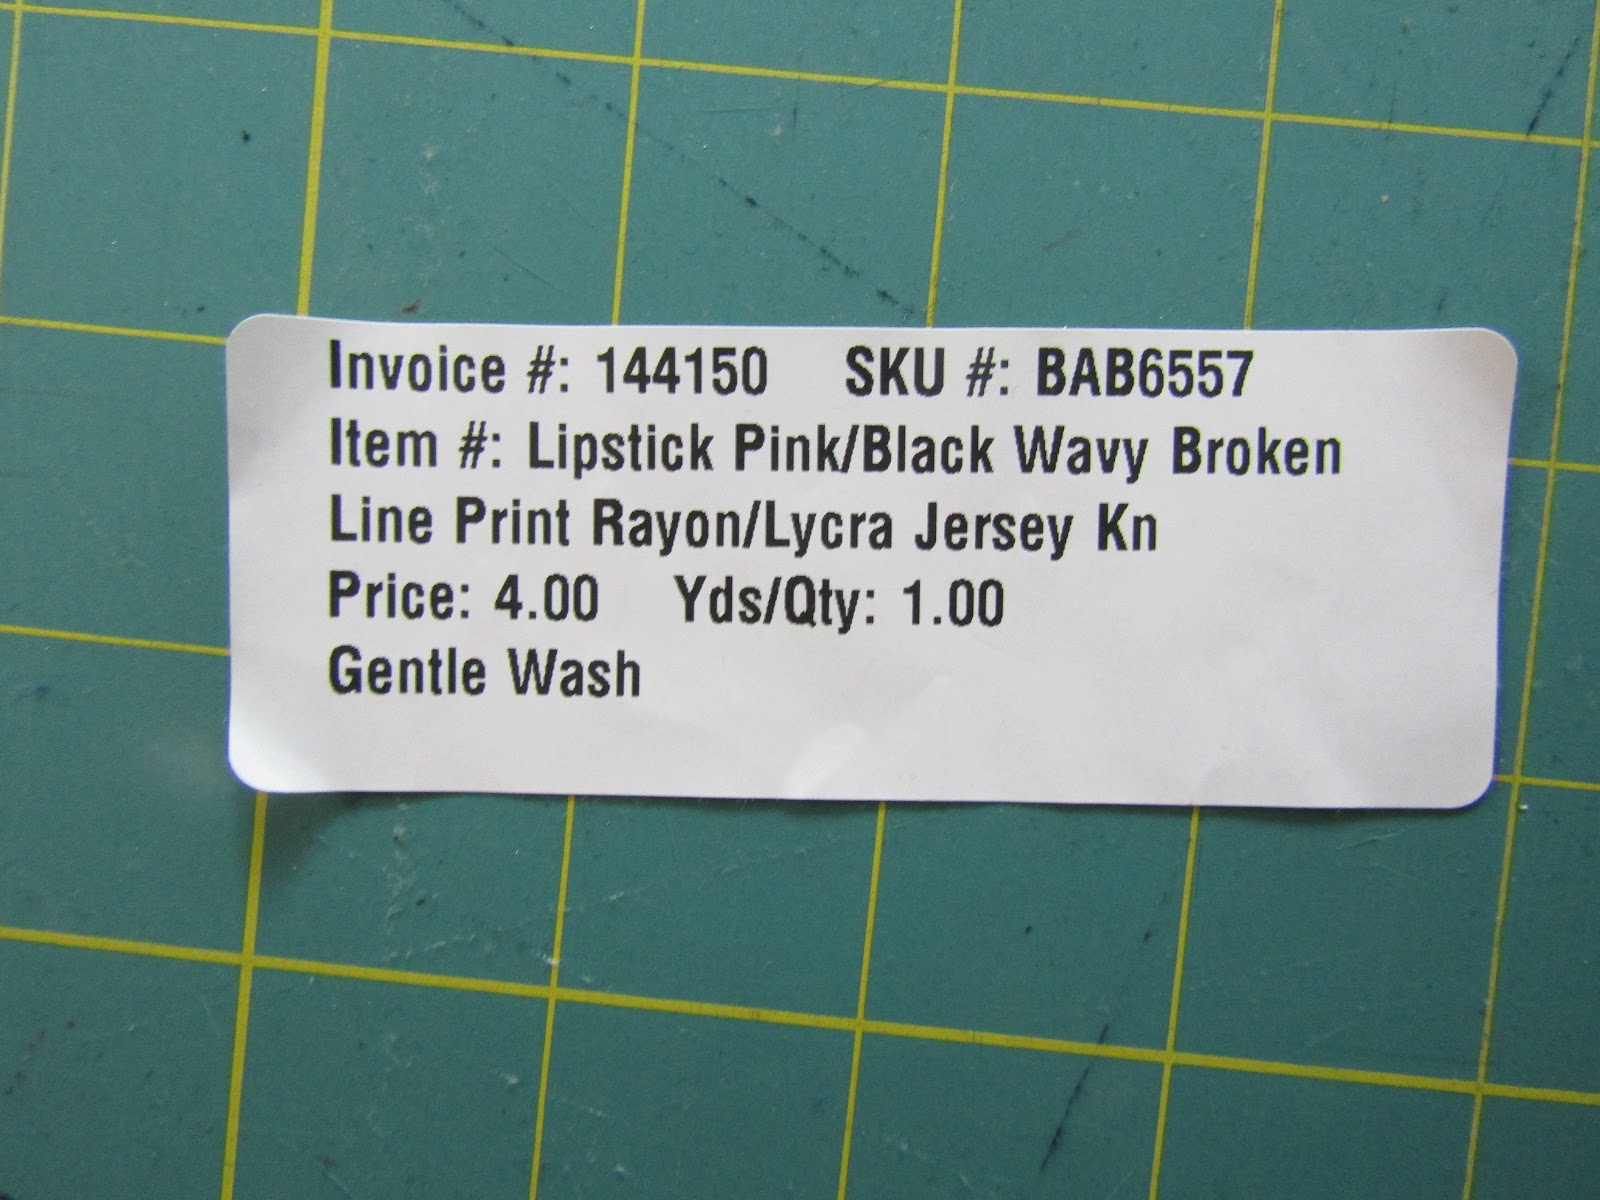 Invoice #: 144150 SKU #: BAB6557
Item #: Lipstick Pink/Black Wavy Broken
Line Print Rayon/Lycra Jersey Kn
Price: 4.00 Yds/Qty: 1.00
Gentle Wash